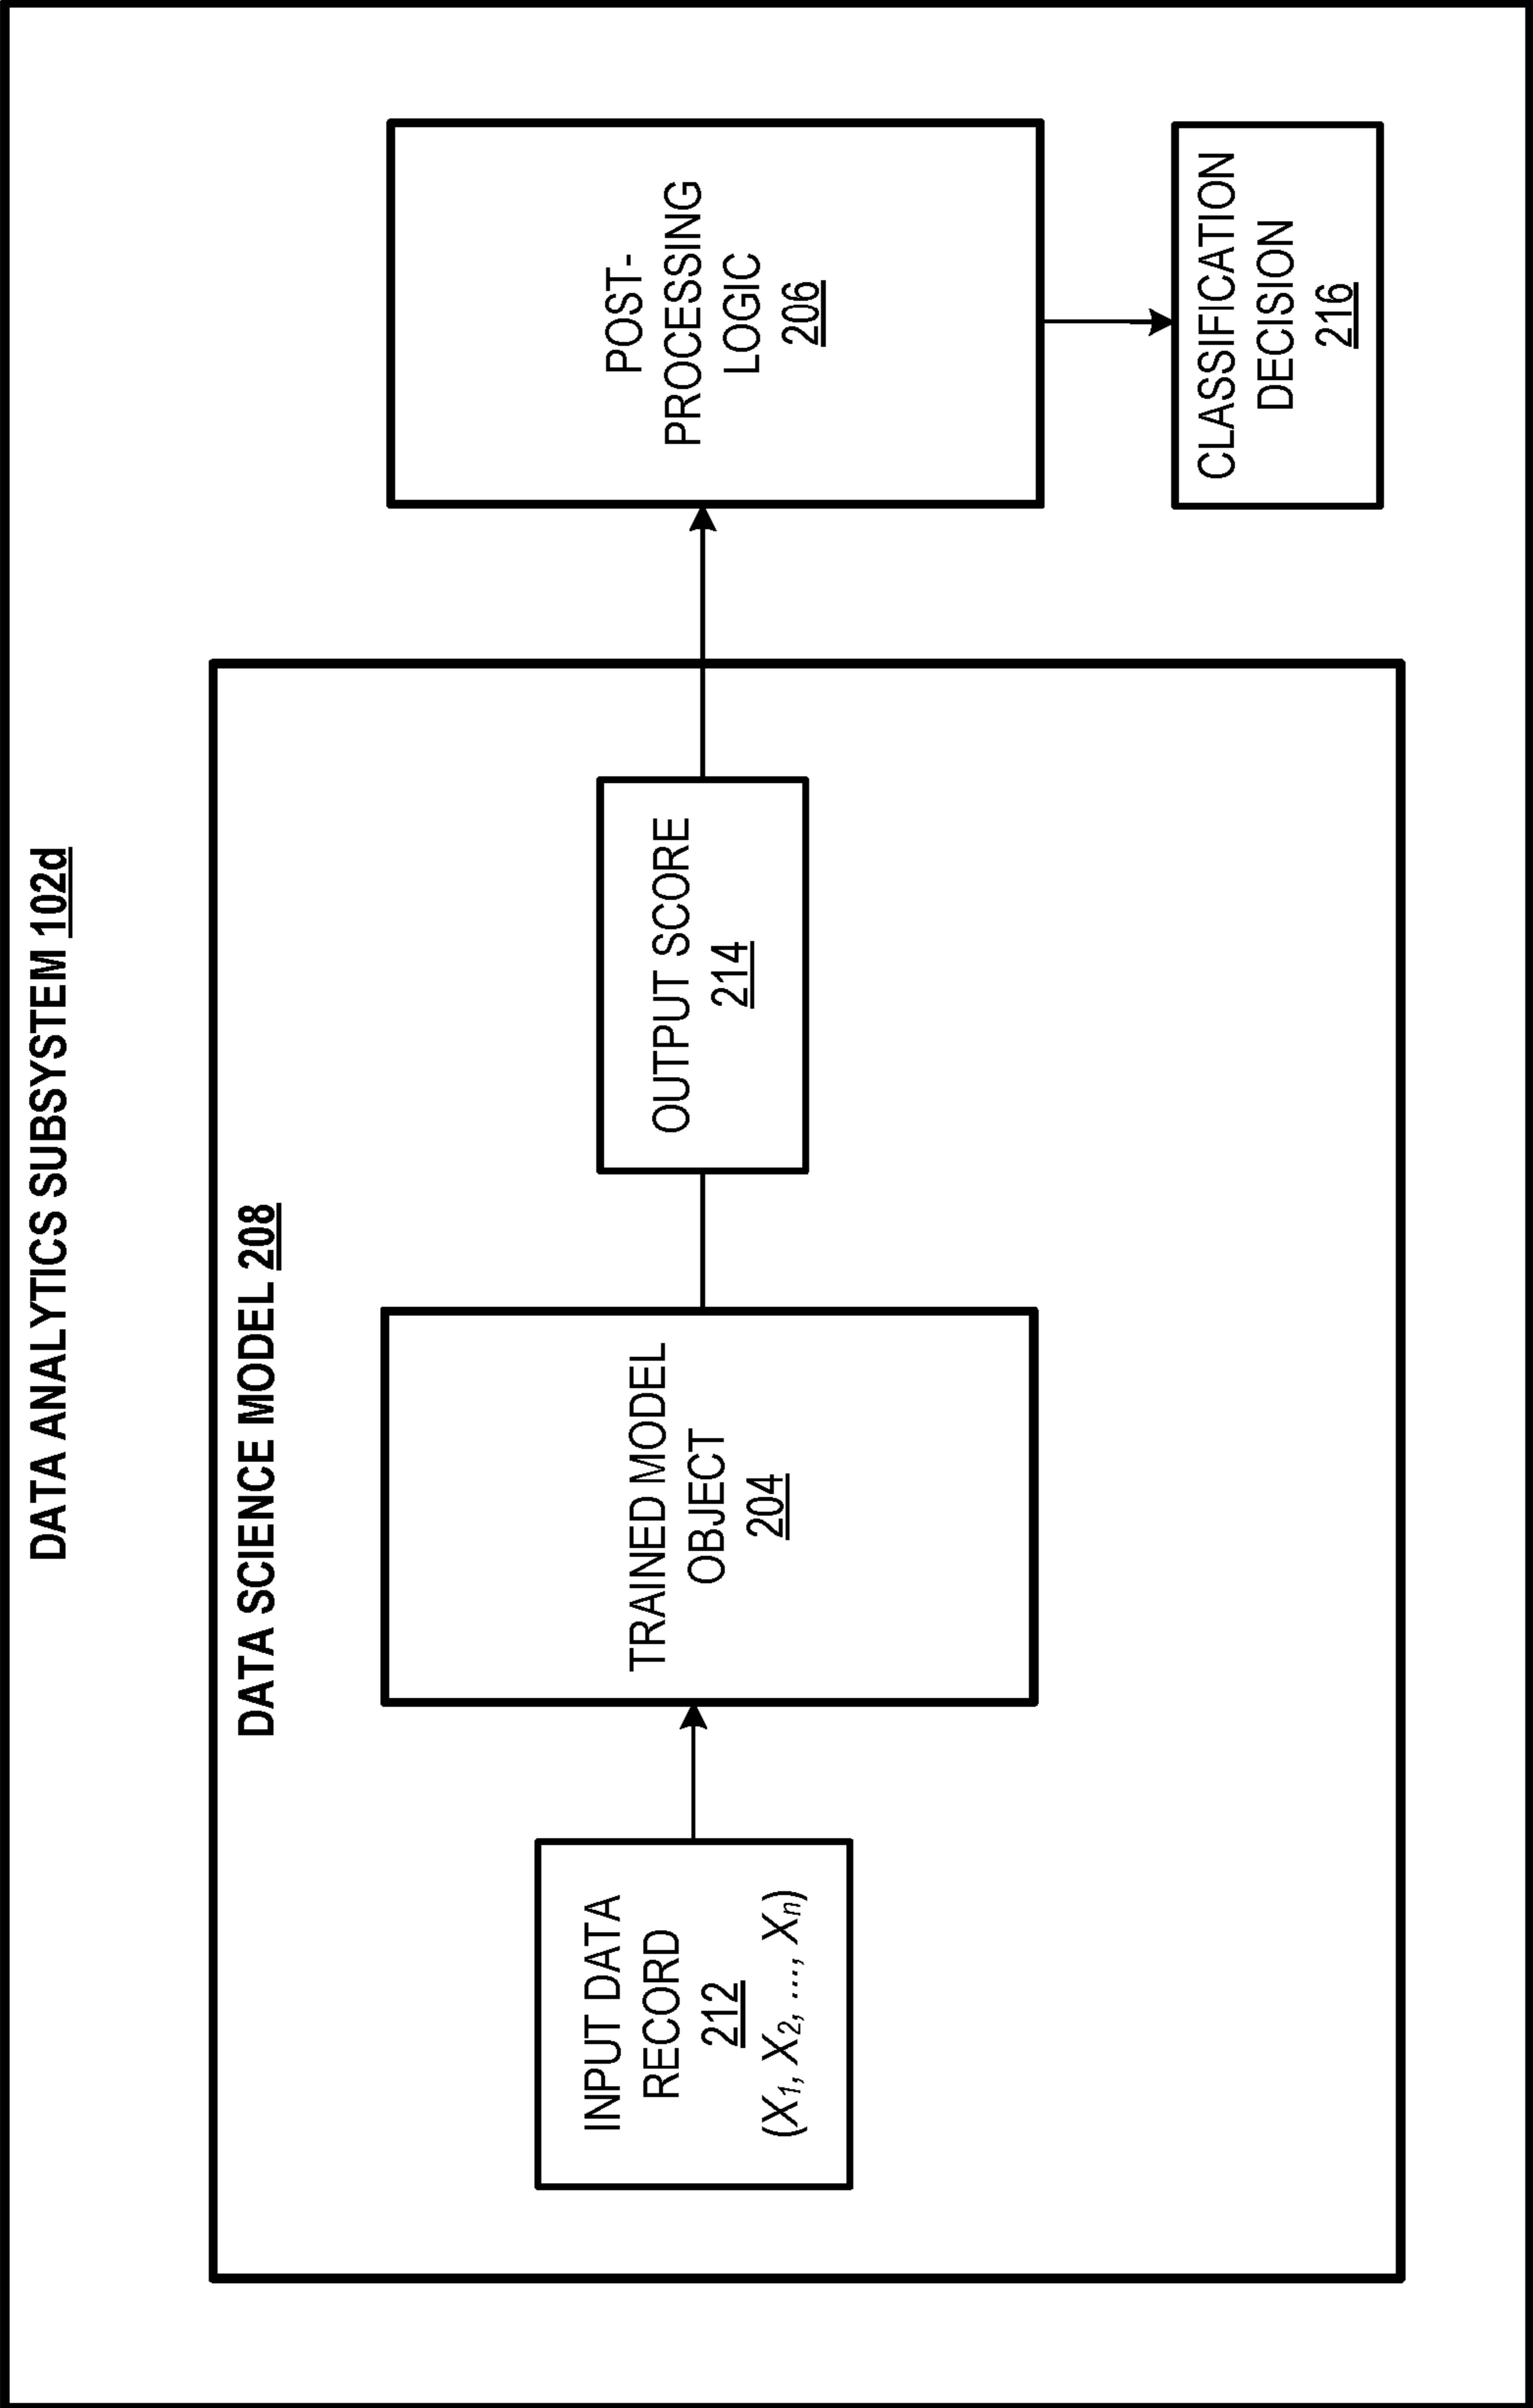 DATA ANALYTICS SUBSYSTEM 102d
DATA SCIENCE MODEL 208
INPUT DATA
RECORD
212
(X1, X2, ..., Xn)
TRAINED MODEL
OBJECT
204
OUTPUT SCORE
214
POST-
PROCESSING
LOGIC
206
CLASSIFICATION
DECISION
216